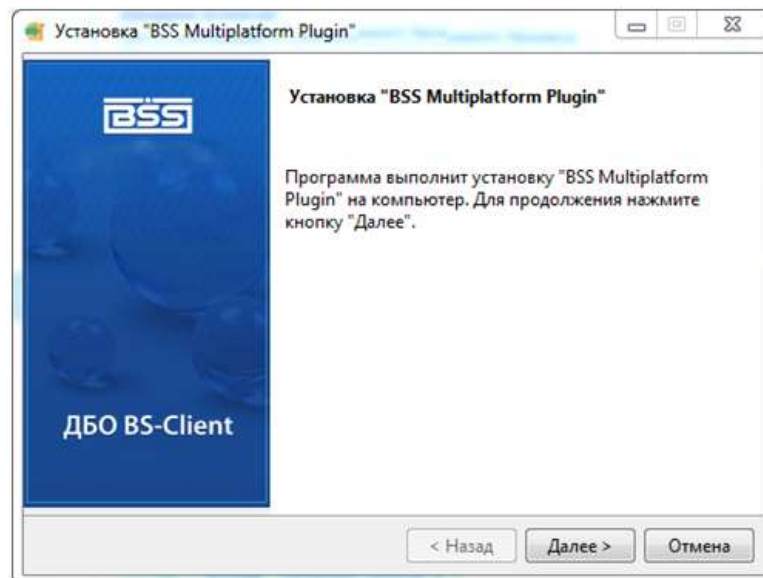 Установка "BSS Multiplatform Plugin"
BSS
Установка "BSS Multiplatform Plugin"
Программа выполнит установку "BSS Multiplatform
Plugin" на компьютер. Для продолжения нажмите
кнопку "Далее".
ДБО BS-Client
< Назад
Далее >
Отмена